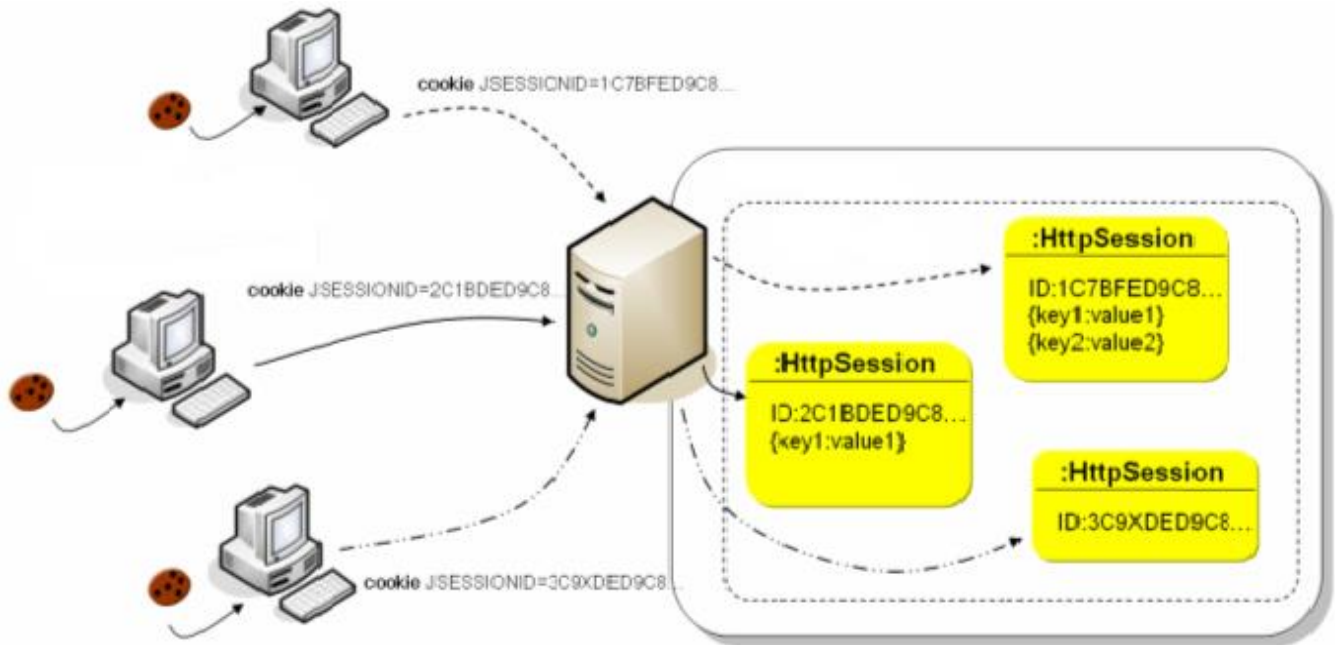 cookie JSESSIONID=1C7BFED9C8...
:HttpSession
ID:1C7BFED9C8...
{key1:value1}
{key2:value2}
cookie JSESSIONID=2C1BDED9C8...
:HttpSession
ID:2C1BDED9C8...
{key1:value1}
:HttpSession
ID:3C9XDED9C8...
cookie JSESSIONID=3C9XDED9C8...